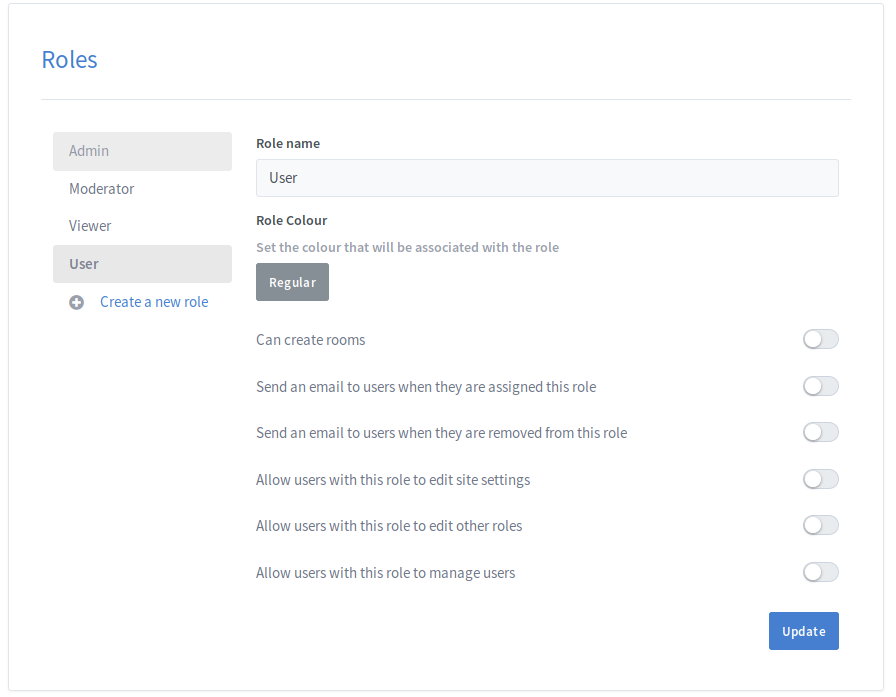 Roles
Admin
Moderator
Viewer
User
Create a new role
Role name
User
Role Colour
Set the colour that will be associated with the role
Regular
Can create rooms
Send an email to users when they are assigned this role
Send an email to users when they are removed from this role
Allow users with this role to edit site settings
Allow users with this role to edit other roles
Allow users with this role to manage users
Update